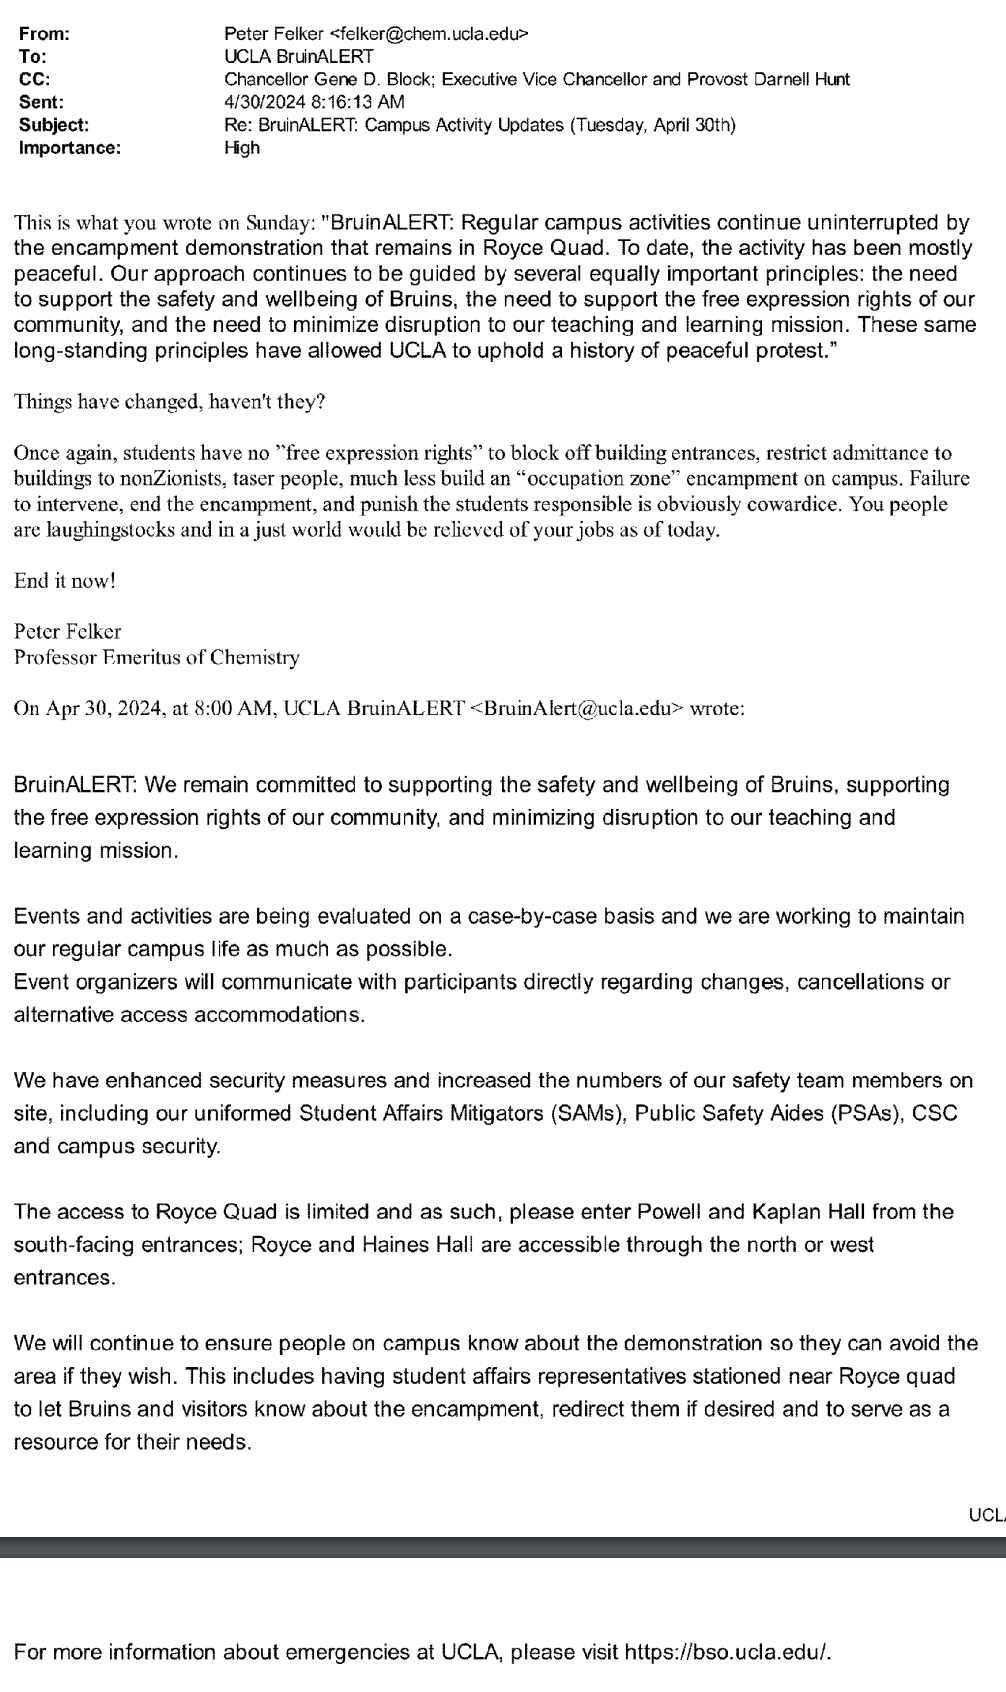 From: Peter Felker <felker@chem.ucla.edu>
To: UCLA BruinALERT
CC: Chancellor Gene D. Block; Executive Vice Chancellor and Provost Darnell Hunt
Sent: 4/30/2024 8:16:13 AM
Subject: Re: BruinALERT: Campus Activity Updates (Tuesday, April 30th)
Importance: High
This is what you wrote on Sunday: "BruinALERT: Regular campus activities continue uninterrupted by
the encampment demonstration that remains in Royce Quad. To date, the activity has been mostly
peaceful. Our approach continues to be guided by several equally important principles: the need
to support the safety and wellbeing of Bruins, the need to support the free expression rights of our
community, and the need to minimize disruption to our teaching and learning mission. These same
long-standing principles have allowed UCLA to uphold a history of peaceful protest.”
Things have changed, haven't they?
Once again, students have no ”free expression rights” to block off building entrances, restrict admittance to
buildings to nonZionists, taser people, much less build an “occupation zone” encampment on campus. Failure
to intervene, end the encampment, and punish the students responsible is obviously cowardice. You people
are laughingstocks and in a just world would be relieved of your jobs as of today.
End it now!
Peter Felker
Professor Emeritus of Chemistry
On Apr 30, 2024, at 8:00 AM, UCLA BruinALERT <BruinAlert@ucla.edu> wrote:
BruinALERT: We remain committed to supporting the safety and wellbeing of Bruins, supporting
the free expression rights of our community, and minimizing disruption to our teaching and
learning mission.
Events and activities are being evaluated on a case-by-case basis and we are working to maintain
our regular campus life as much as possible.
Event organizers will communicate with participants directly regarding changes, cancellations or
alternative access accommodations.
We have enhanced security measures and increased the numbers of our safety team members on
site, including our uniformed Student Affairs Mitigators (SAMs), Public Safety Aides (PSAs), CSC
and campus security.
The access to Royce Quad is limited and as such, please enter Powell and Kaplan Hall from the
south-facing entrances; Royce and Haines Hall are accessible through the north or west
entrances.
We will continue to ensure people on campus know about the demonstration so they can avoid the
area if they wish. This includes having student affairs representatives stationed near Royce quad
to let Bruins and visitors know about the encampment, redirect them if desired and to serve as a
resource for their needs.
UCL
For more information about emergencies at UCLA, please visit https://bso.ucla.edu/.